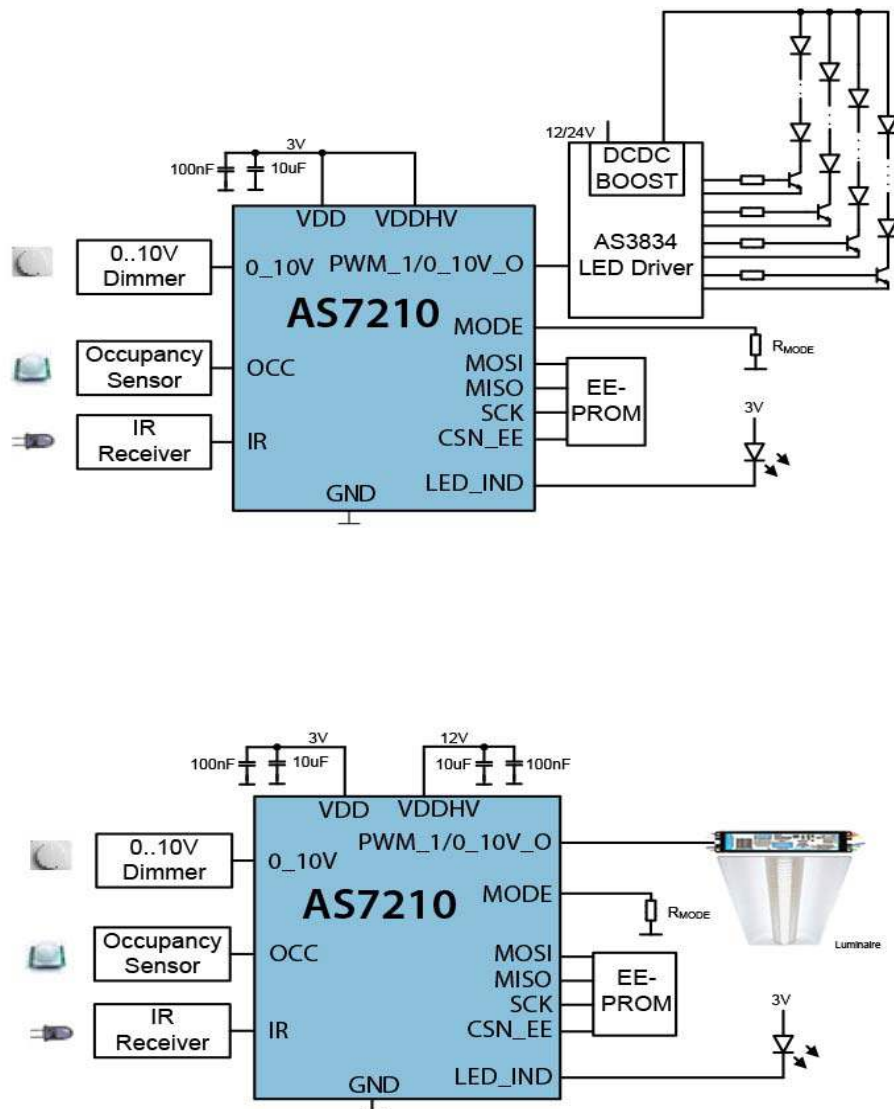 12/24V
DCDC
BOOST
AS3834
LED Driver
3V
100nF
10uF
VDD
VDDHV
0..10V
Dimmer
0_10V
PWM_1/0_10V_O
AS7210
MODE
RMODE
Occupancy
Sensor
OCC
MOSI
MISO
SCK
CSN_EE
EE-
PROM
IR
Receiver
IR
3V
LED_IND
GND
3V
12V
100nF
10uF
10uF
100nF
VDD
VDDHV
0..10V
Dimmer
0_10V
PWM_1/0_10V_O
AS7210
MODE
RMODE
Luminaire
Occupancy
Sensor
OCC
MOSI
MISO
SCK
CSN_EE
EE-
PROM
IR
Receiver
IR
3V
LED_IND
GND